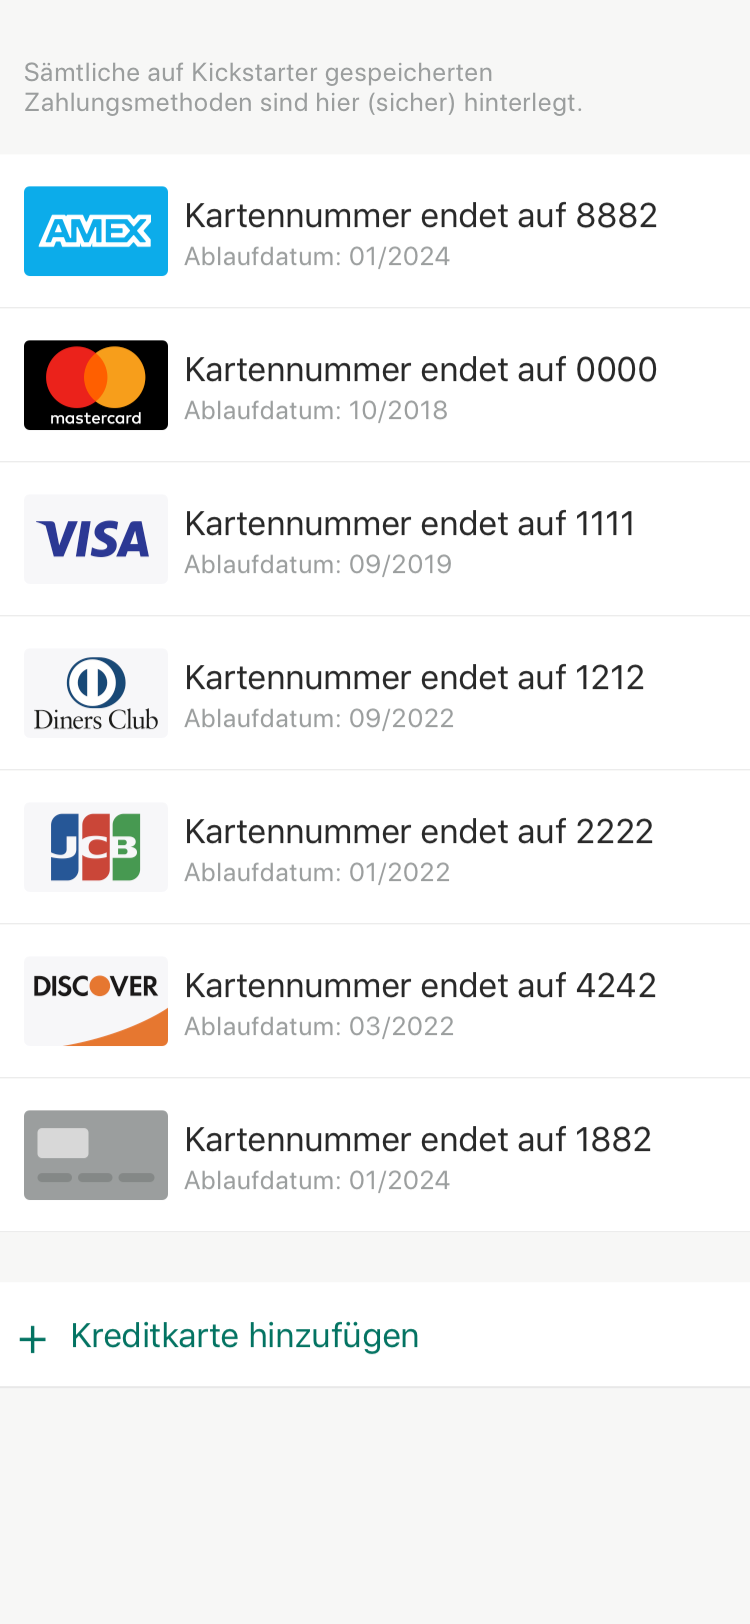 Sämtliche auf Kickstarter gespeicherten
Zahlungsmethoden sind hier (sicher) hinterlegt.
AMEX
Kartennummer endet auf 8882
Ablaufdatum: 01/2024
mastercard
Kartennummer endet auf 0000
Ablaufdatum: 10/2018
VISA
Kartennummer endet auf 1111
Ablaufdatum: 09/2019
Diners Club
Kartennummer endet auf 1212
Ablaufdatum: 09/2022
JCB
Kartennummer endet auf 2222
Ablaufdatum: 01/2022
DISCOVER
Kartennummer endet auf 4242
Ablaufdatum: 03/2022
Kartennummer endet auf 1882
Ablaufdatum: 01/2024
+ Kreditkarte hinzufügen